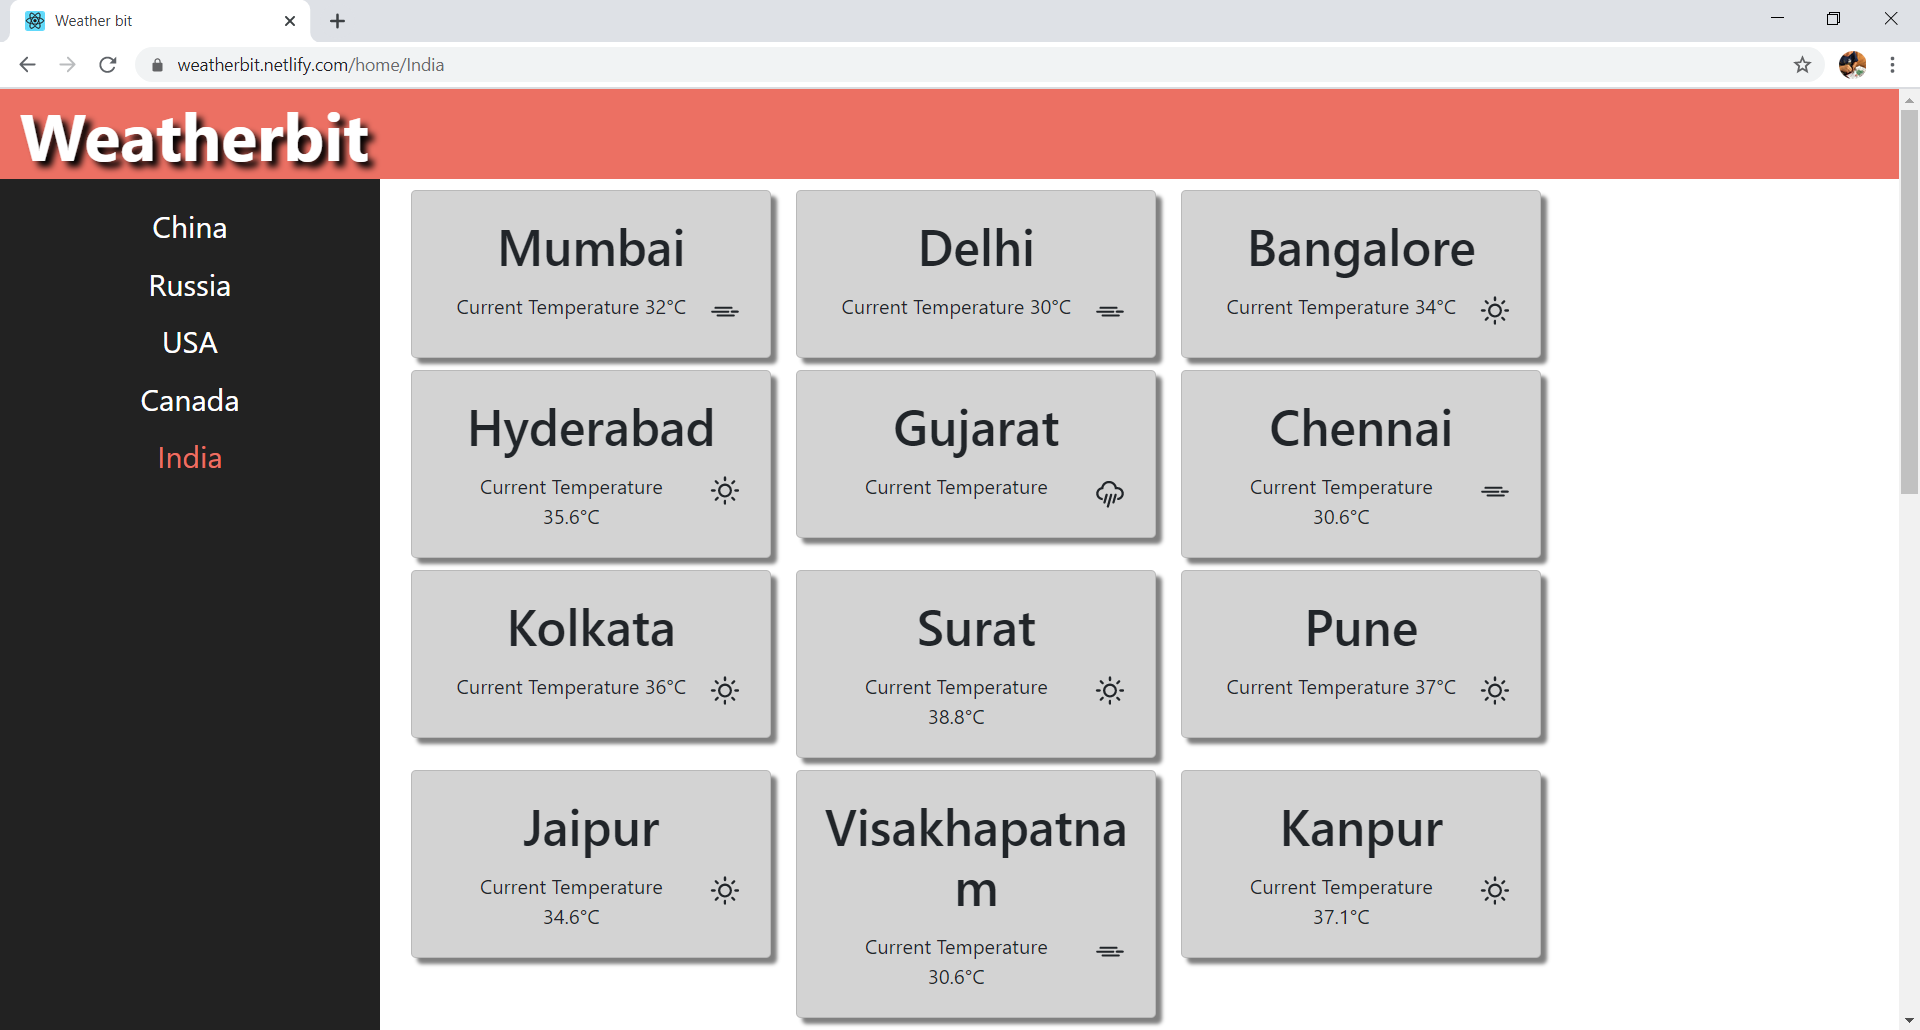 Weather bit
weatherbit.netlify.com/home/India
Weatherbit
China
Russia
USA
Canada
India
Mumbai
Current Temperature 32°C
Delhi
Current Temperature 30°C
Bangalore
Current Temperature 34°C
Hyderabad
Current Temperature
35.6°C
Gujarat
Current Temperature
Chennai
Current Temperature
30.6°C
Kolkata
Current Temperature 36°C
Surat
Current Temperature
38.8°C
Pune
Current Temperature 37°C
Jaipur
Current Temperature
34.6°C
Visakhapatna
m
Current Temperature
30.6°C
Kanpur
Current Temperature
37.1°C